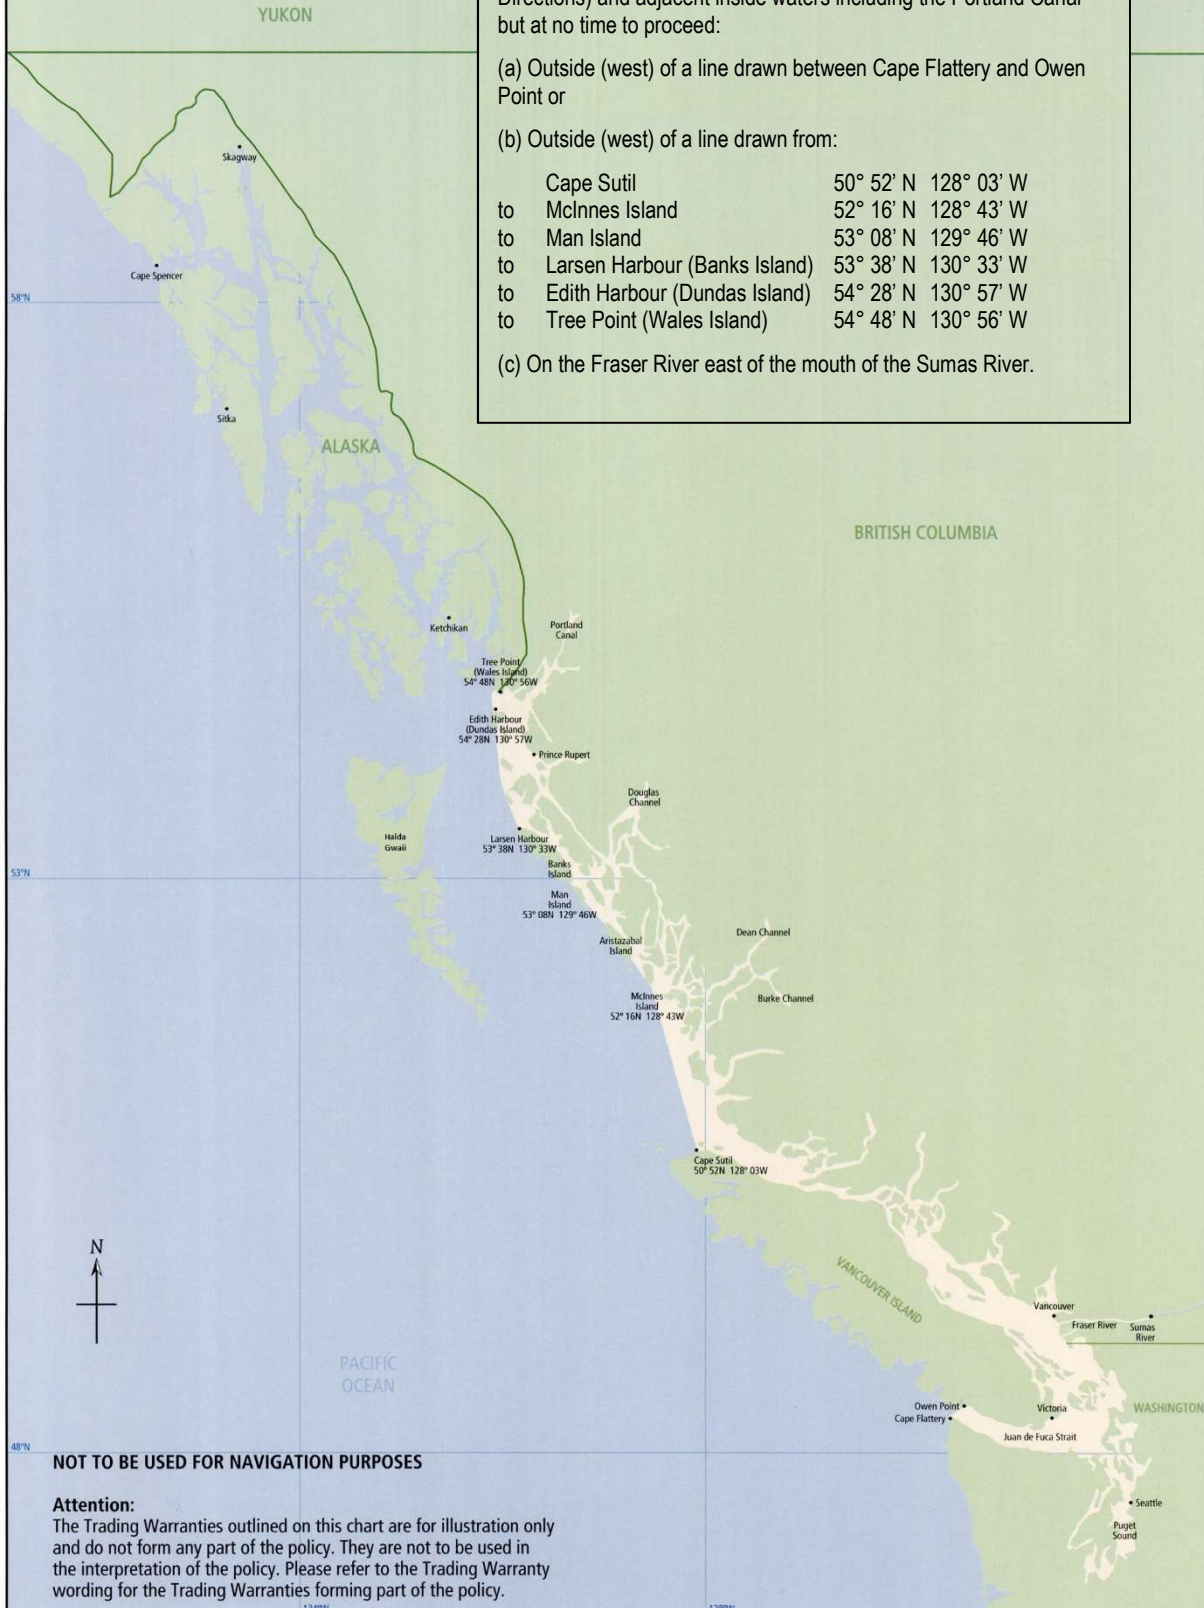 YUKON
Directions) and adjacent inside waters including the Portland Canal
but at no time to proceed:
(a) Outside (west) of a line drawn between Cape Flattery and Owen
Point or
(b) Outside (west) of a line drawn from:
Cape Sutil 50° 52’ N 128° 03’ W
to McInnes Island 52° 16’ N 128° 43’ W
to Man Island 53° 08’ N 129° 46’ W
to Larsen Harbour (Banks Island) 53° 38’ N 130° 33’ W
to Edith Harbour (Dundas Island) 54° 28’ N 130° 57’ W
to Tree Point (Wales Island) 54° 48’ N 130° 56’ W
(c) On the Fraser River east of the mouth of the Sumas River.
Skagway
Cape Spencer
58°N
Sitka
ALASKA
BRITISH COLUMBIA
Ketchikan
Portland
Canal
Tree Point
(Wales Island)
54° 48N 130° 56W
Edith Harbour
(Dundas Island)
54° 28N 130° 57W
Prince Rupert
Douglas
Channel
Haida
Gwaii
Larsen Harbour
53° 38N 130° 33W
Banks
Island
53°N
Man
Island
53° 08N 129° 46W
Aristazabal
Island
Dean Channel
McInnes
Island
52° 16N 128° 43W
Burke Channel
Cape Sutil
50° 52N 128° 03W
N
VANCOUVER ISLAND
Vancouver
Fraser River
Sumas
River
PACIFIC
OCEAN
Owen Point
Cape Flattery
Victoria
WASHINGTON
Juan de Fuca Strait
48°N
NOT TO BE USED FOR NAVIGATION PURPOSES
Seattle
Puget
Sound
Attention:
The Trading Warranties outlined on this chart are for illustration only
and do not form any part of the policy. They are not to be used in
the interpretation of the policy. Please refer to the Trading Warranty
wording for the Trading Warranties forming part of the policy.